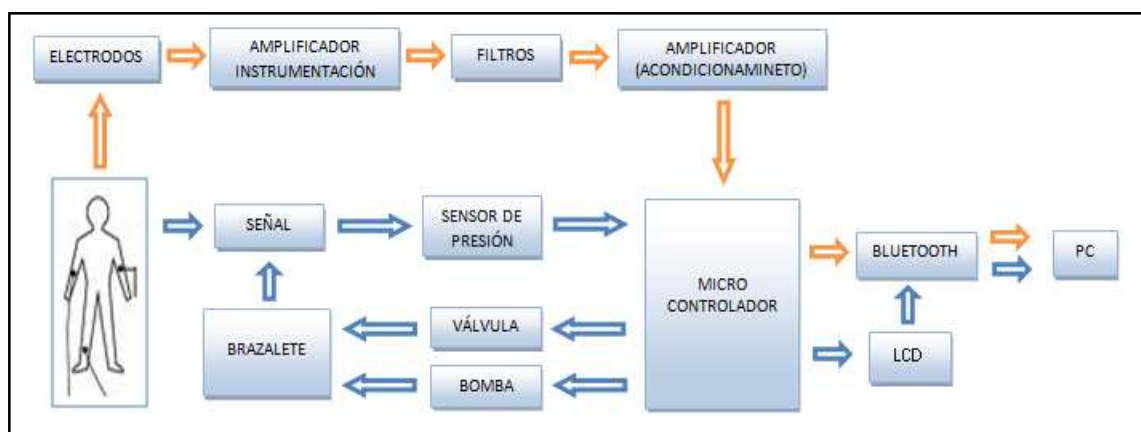 ELECTRODOS
AMPLIFICADOR
INSTRUMENTACIÓN
FILTROS
AMPLIFICADOR
(ACONDICIONAMINETO)
SEÑAL
SENSOR DE
PRESIÓN
MICRO
CONTROLADOR
BLUETOOTH
PC
BRAZALETE
VÁLVULA
BOMBA
LCD